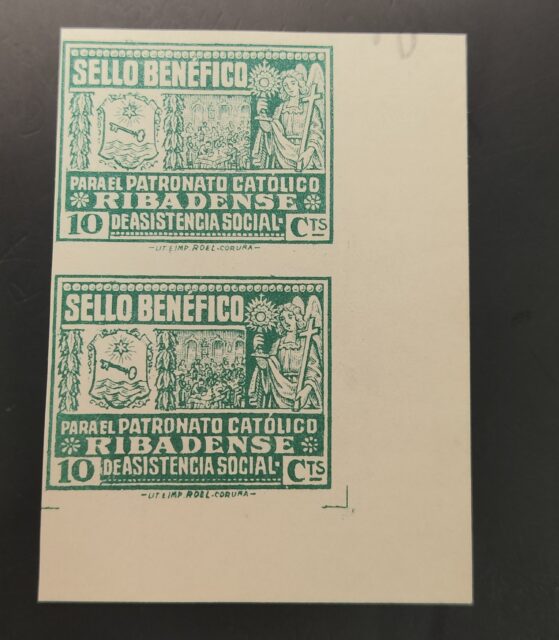 SELLO BENÉFICO
PARA EL PATRONATO CATÓLICO
RIBADENSE
10 DE ASISTENCIA SOCIAL- CTS
-LIT. E IMP. ROEL-CORUÑA-
SELLO BENÉFICO
PARA EL PATRONATO CATÓLICO
RIBADENSE
10 DE ASISTENCIA SOCIAL- CTS
-LIT. E IMP. ROEL-CORUÑA-